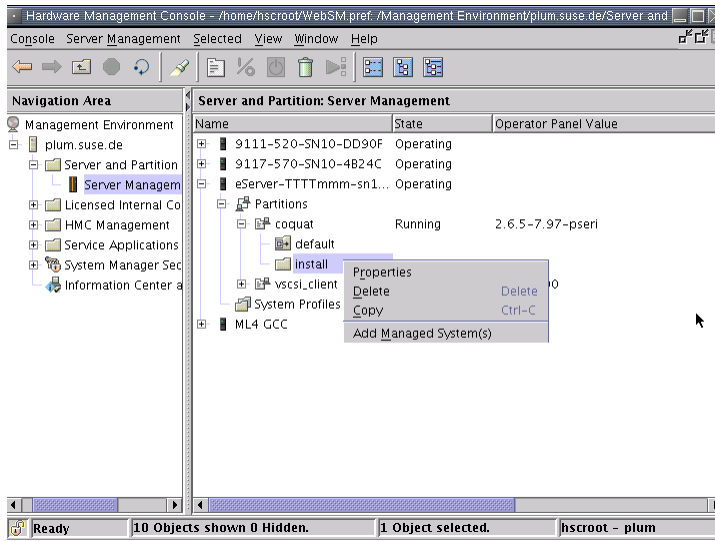 Hardware Management Console - /home/hscroot/WebSM.pref: /Management Environment/plum.suse.de/Server and
Console Server Management Selected View Window Help
Navigation Area
Management Environment
plum.suse.de
Server and Partition
Server Managem
Licensed Internal Co
HMC Management
Service Applications
System Manager Sec
Information Center a
Server and Partition: Server Management
Name State Operator Panel Value
9111-520-SN10-DD90F Operating
9117-570-SN10-4B24C Operating
eServer-TTTTmmm-sn1... Operating
Partitions
coquat Running 2.6.5-7.97-pseri
default
install
vscsi_client 00
System Profiles
ML4 GCC
Properties
Delete Delete
Copy Ctrl-C
Add Managed System(s)
Ready 10 Objects shown 0 Hidden. 1 Object selected. hscroot - plum